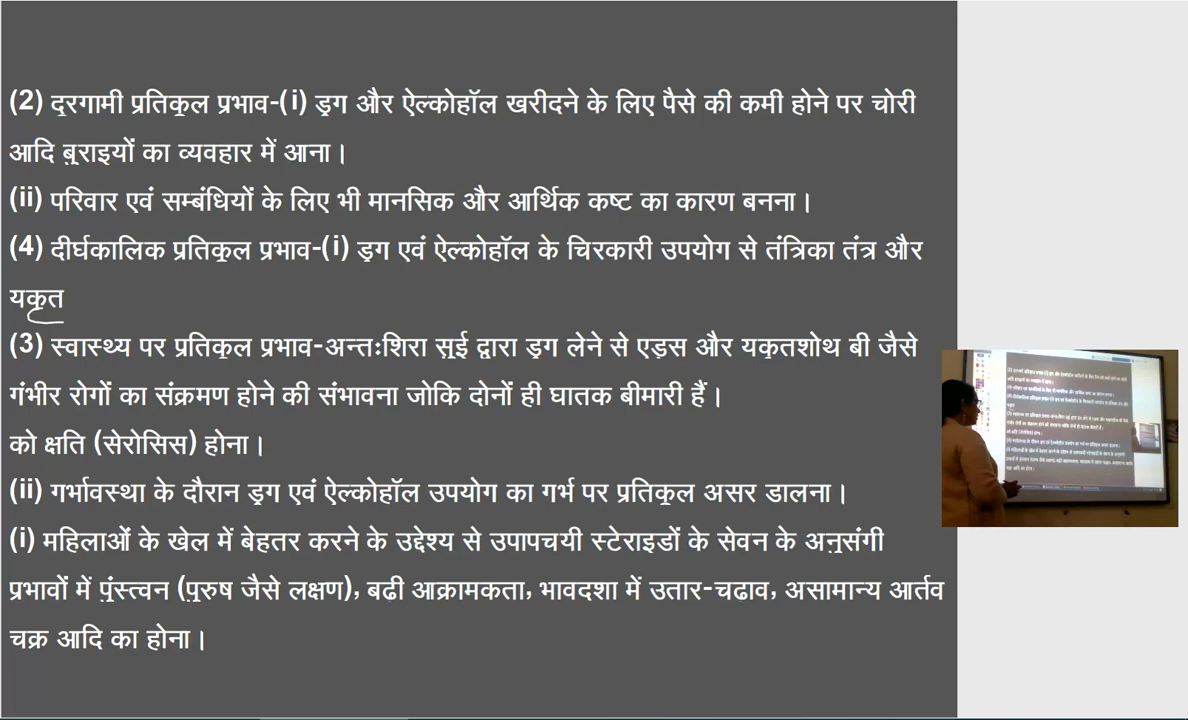 (2) दूरगामी प्रतिकूल प्रभाव-(i) ड्रग और ऐल्कोहॉल खरीदने के लिए पैसे की कमी होने पर चोरी
आदि बुराइयों का व्यवहार में आना।
(ii) परिवार एवं सम्बंधियों के लिए भी मानसिक और आर्थिक कष्ट का कारण बनना।
(4) दीर्घकालिक प्रतिकूल प्रभाव-(i) ड्रग एवं ऐल्कोहॉल के चिरकारी उपयोग से तंत्रिका तंत्र और
यकृत
(3) स्वास्थ्य पर प्रतिकूल प्रभाव-अन्तःशिरा सुई द्वारा ड्रग लेने से एड्स और यकृतशोथ बी जैसे
गंभीर रोगों का संक्रमण होने की संभावना जोकि दोनों ही घातक बीमारी हैं।
को क्षति (सेरोसिस) होना।
(ii) गर्भावस्था के दौरान ड्रग एवं ऐल्कोहॉल उपयोग का गर्भ पर प्रतिकूल असर डालना।
(i) महिलाओं के खेल में बेहतर करने के उद्देश्य से उपापचयी स्टेराइडों के सेवन के अनुसंगी
प्रभावों में पुंस्त्वन (पुरुष जैसे लक्षण), बढी आक्रामकता, भावदशा में उतार-चढाव, असामान्य आर्तव
चक्र आदि का होना।